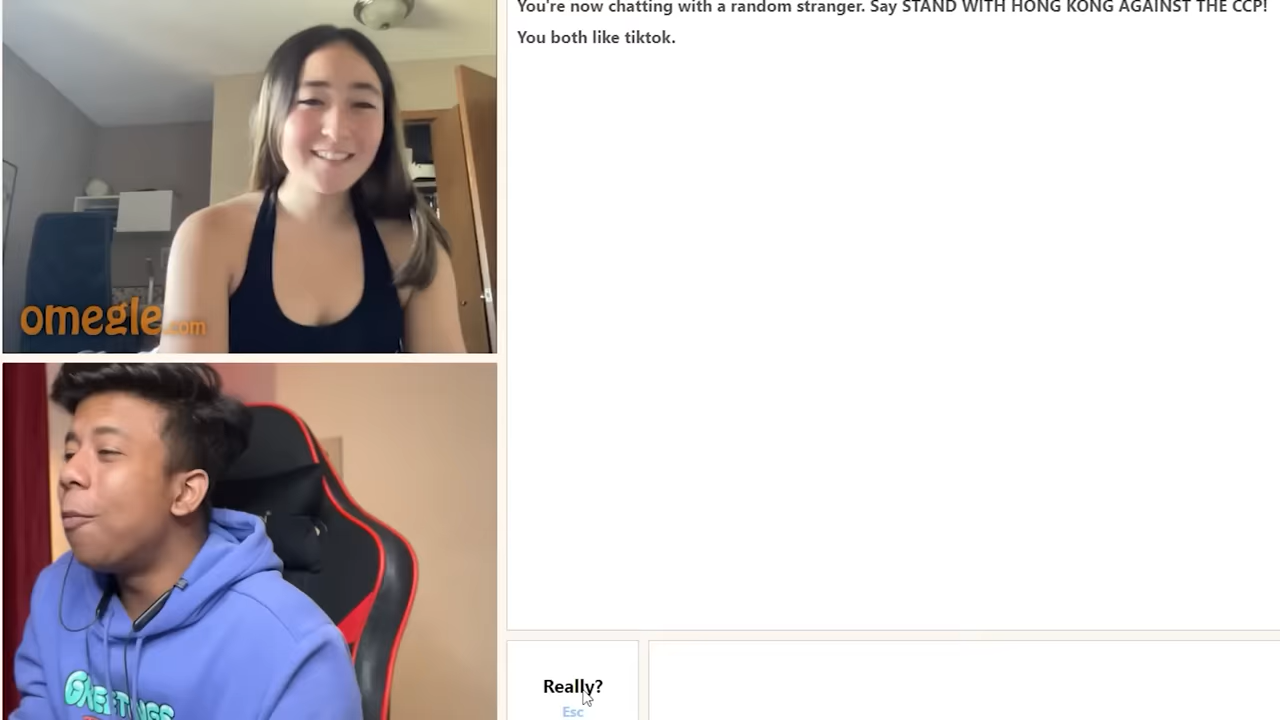 You're now chatting with a random stranger. Say STAND WITH HONG KONG AGAINST THE CCP!
You both like tiktok.
omegle.com
GREETINGS
Really?
Esc